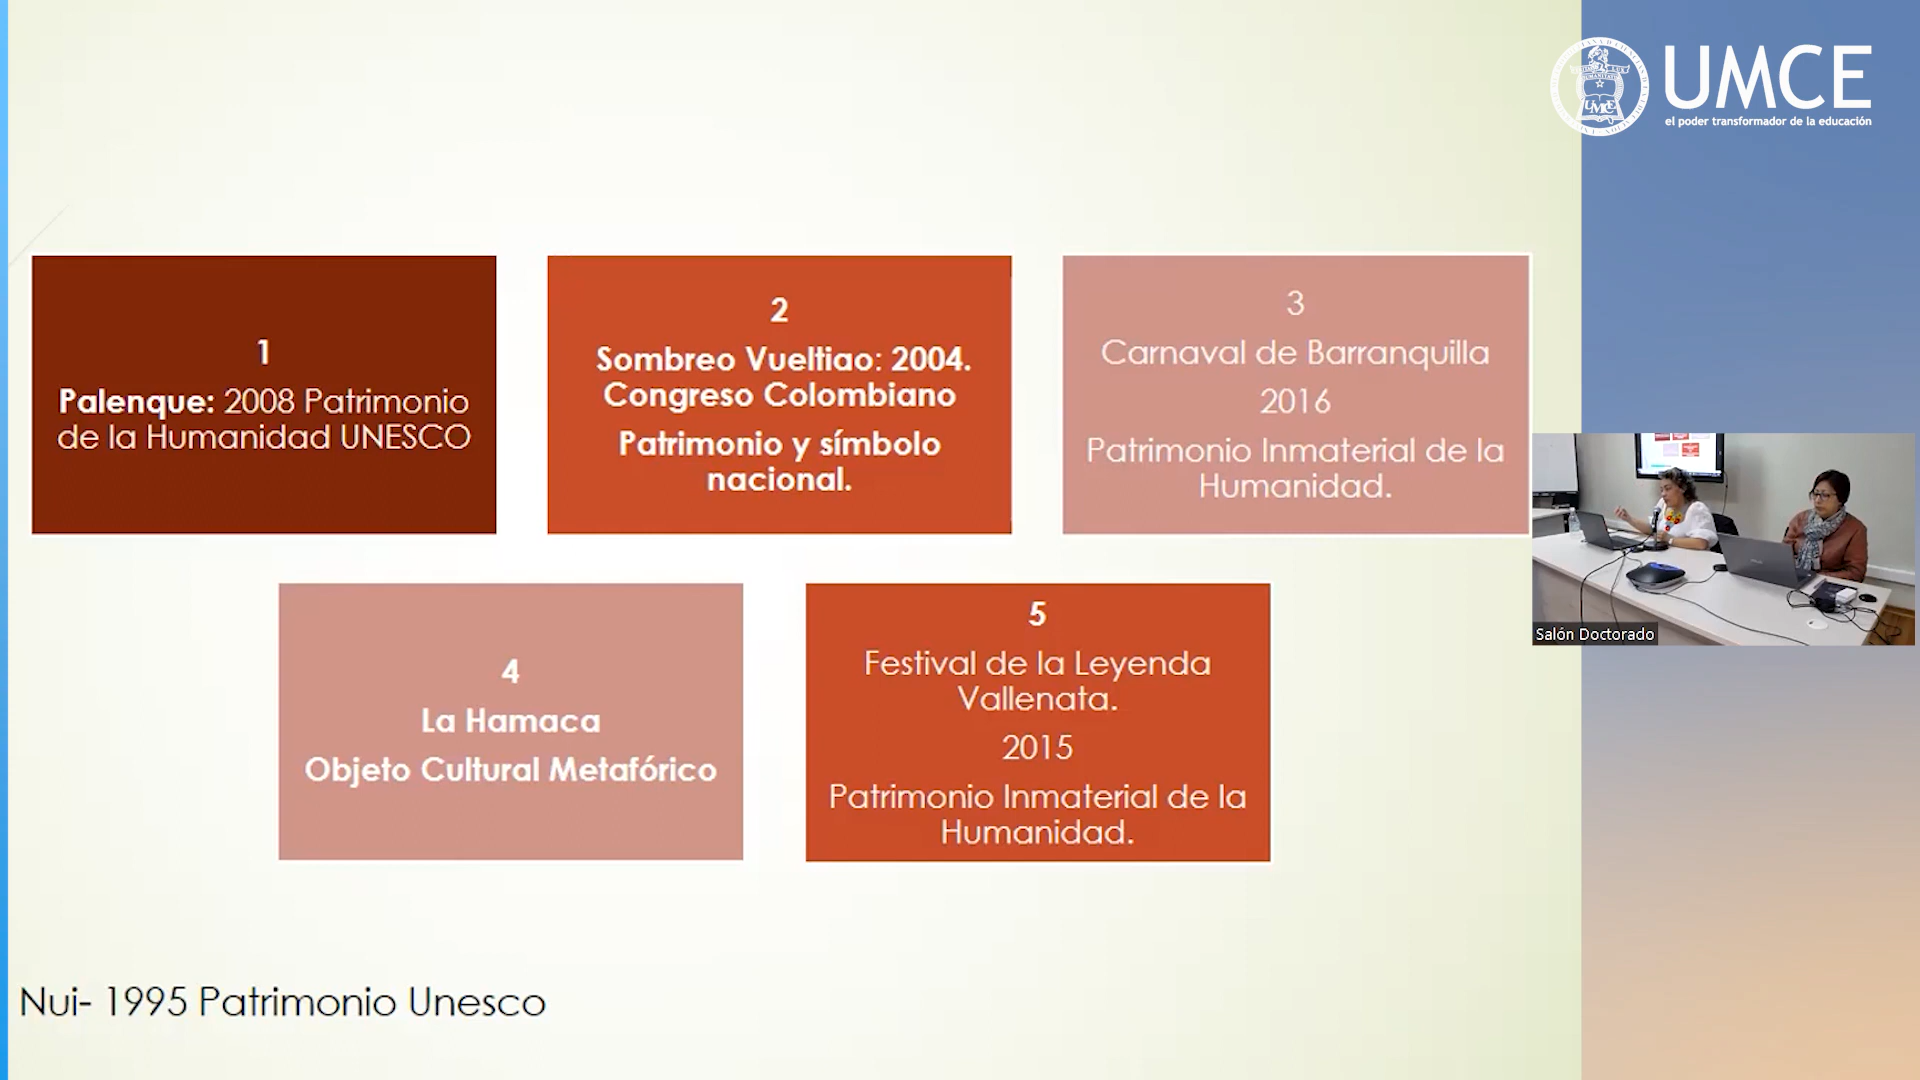 UMCE
el poder transformador de la educación
1
Palenque: 2008 Patrimonio
de la Humanidad UNESCO
2
Sombreo Vueltiao: 2004.
Congreso Colombiano
Patrimonio y símbolo
nacional.
3
Carnaval de Barranquilla
2016
Patrimonio Inmaterial de la
Humanidad.
4
La Hamaca
Objeto Cultural Metafórico
5
Festival de la Leyenda
Vallenata.
2015
Patrimonio Inmaterial de la
Humanidad.
Salón Doctorado
Nui- 1995 Patrimonio Unesco